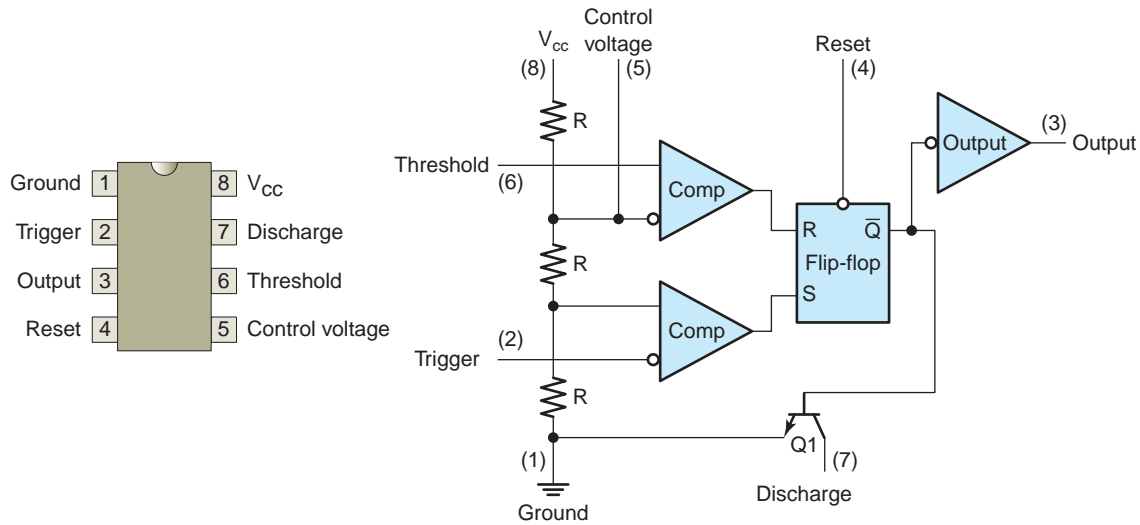 Ground 1
8 VCC
Trigger 2
7 Discharge
Output 3
6 Threshold
Reset 4
5 Control voltage
Vcc
(8)
Control
voltage
(5)
Reset
(4)
R
Threshold
(6)
Comp
Output
(3)
Output
R Q̅
Flip-flop
S
R
Comp
(2)
Trigger
R
Q1
(1)
(7)
Ground
Discharge